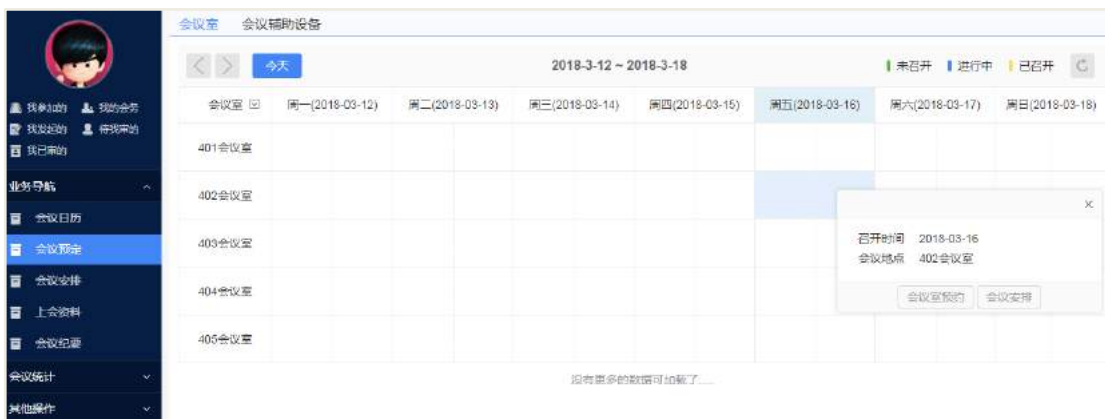 会议室 会议辅助设备
今天 2018-3-12 ~ 2018-3-18 未召开 进行中 已召开
我参加的 我的会务
我发起的 待我审的
我已审的
会议室 周一(2018-03-12) 周二(2018-03-13) 周三(2018-03-14) 周四(2018-03-15) 周五(2018-03-16) 周六(2018-03-17) 周日(2018-03-18)
401会议室
402会议室
403会议室
404会议室
405会议室
业务导航
会议日历
会议预定
会议安排
上会资料
会议纪要
会议统计
其他操作
召开时间 2018-03-16
会议地点 402会议室
会议室预约 会议安排
没有更多的数据可加载了.....